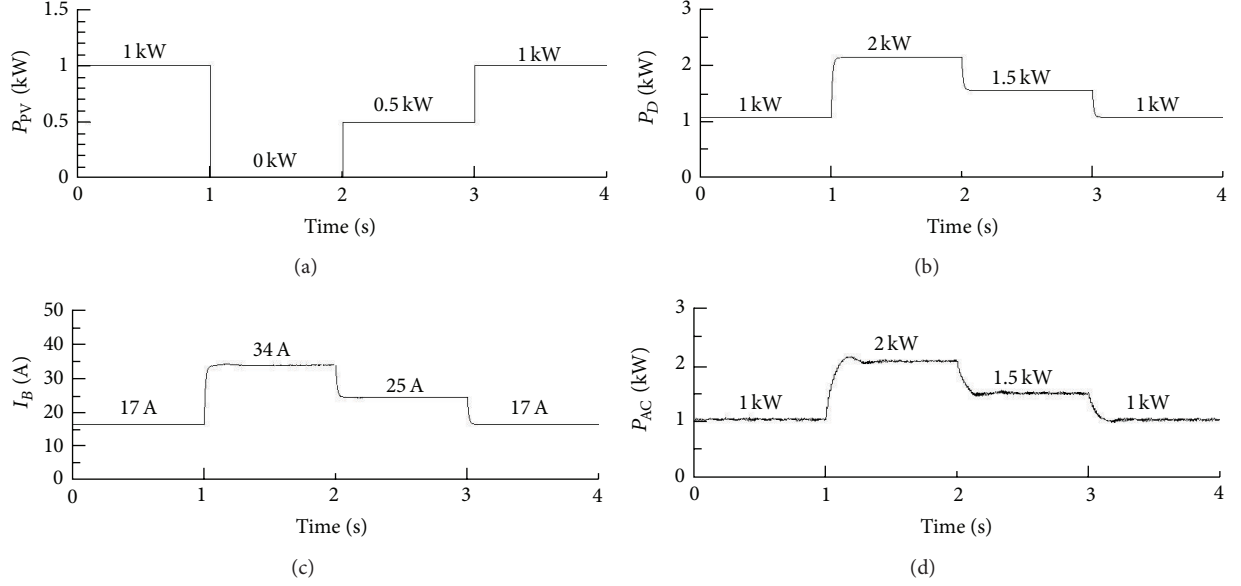 1.5
1
0.5
0
P_PV (kW)
1 kW
0 kW
0.5 kW
1 kW
0 1 2 3 4
Time (s)
(a)
3
2
1
0
P_D (kW)
1 kW
2 kW
1.5 kW
1 kW
0 1 2 3 4
Time (s)
(b)
50
40
30
20
10
0
I_B (A)
17 A
34 A
25 A
17 A
0 1 2 3 4
Time (s)
(c)
3
2
1
0
P_AC (kW)
1 kW
2 kW
1.5 kW
1 kW
0 1 2 3 4
Time (s)
(d)